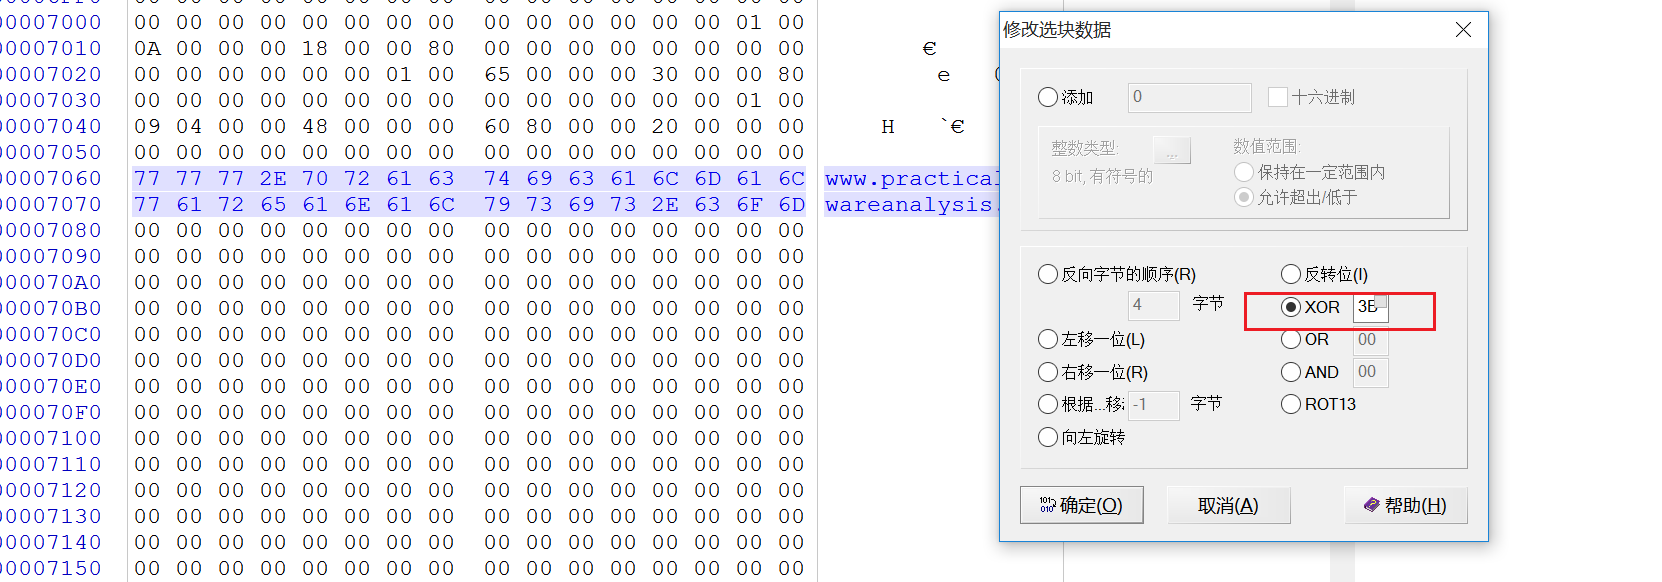 00007000 00 00 00 00 00 00 00 00 00 00 00 00 00 00 01 00
00007010 0A 00 00 00 18 00 00 80 00 00 00 00 00 00 00 00 €
00007020 00 00 00 00 00 00 01 00 65 00 00 00 30 00 00 80 e
00007030 00 00 00 00 00 00 00 00 00 00 00 00 00 00 01 00
00007040 09 04 00 00 48 00 00 00 60 80 00 00 20 00 00 00 H `€
00007050 00 00 00 00 00 00 00 00 00 00 00 00 00 00 00 00
00007060 77 77 77 2E 70 72 61 63 74 69 63 61 6C 6D 61 6C www.practical
00007070 77 61 72 65 61 6E 61 6C 79 73 69 73 2E 63 6F 6D wareanalysis.
00007080 00 00 00 00 00 00 00 00 00 00 00 00 00 00 00 00
00007090 00 00 00 00 00 00 00 00 00 00 00 00 00 00 00 00
000070A0 00 00 00 00 00 00 00 00 00 00 00 00 00 00 00 00
000070B0 00 00 00 00 00 00 00 00 00 00 00 00 00 00 00 00
000070C0 00 00 00 00 00 00 00 00 00 00 00 00 00 00 00 00
000070D0 00 00 00 00 00 00 00 00 00 00 00 00 00 00 00 00
000070E0 00 00 00 00 00 00 00 00 00 00 00 00 00 00 00 00
000070F0 00 00 00 00 00 00 00 00 00 00 00 00 00 00 00 00
00007100 00 00 00 00 00 00 00 00 00 00 00 00 00 00 00 00
00007110 00 00 00 00 00 00 00 00 00 00 00 00 00 00 00 00
00007120 00 00 00 00 00 00 00 00 00 00 00 00 00 00 00 00
00007130 00 00 00 00 00 00 00 00 00 00 00 00 00 00 00 00
00007140 00 00 00 00 00 00 00 00 00 00 00 00 00 00 00 00
00007150 00 00 00 00 00 00 00 00 00 00 00 00 00 00 00 00
修改选块数据
添加 0 十六进制
整数类型: ... 数值范围:
8 bit, 有符号的 保持在一定范围内
允许超出/低于
反向字节的顺序(R) 反转位(I)
4 字节 XOR 3B
左移一位(L) OR 00
右移一位(R) AND 00
根据...移 -1 字节 ROT13
向左旋转
确定(O) 取消(A) 帮助(H)